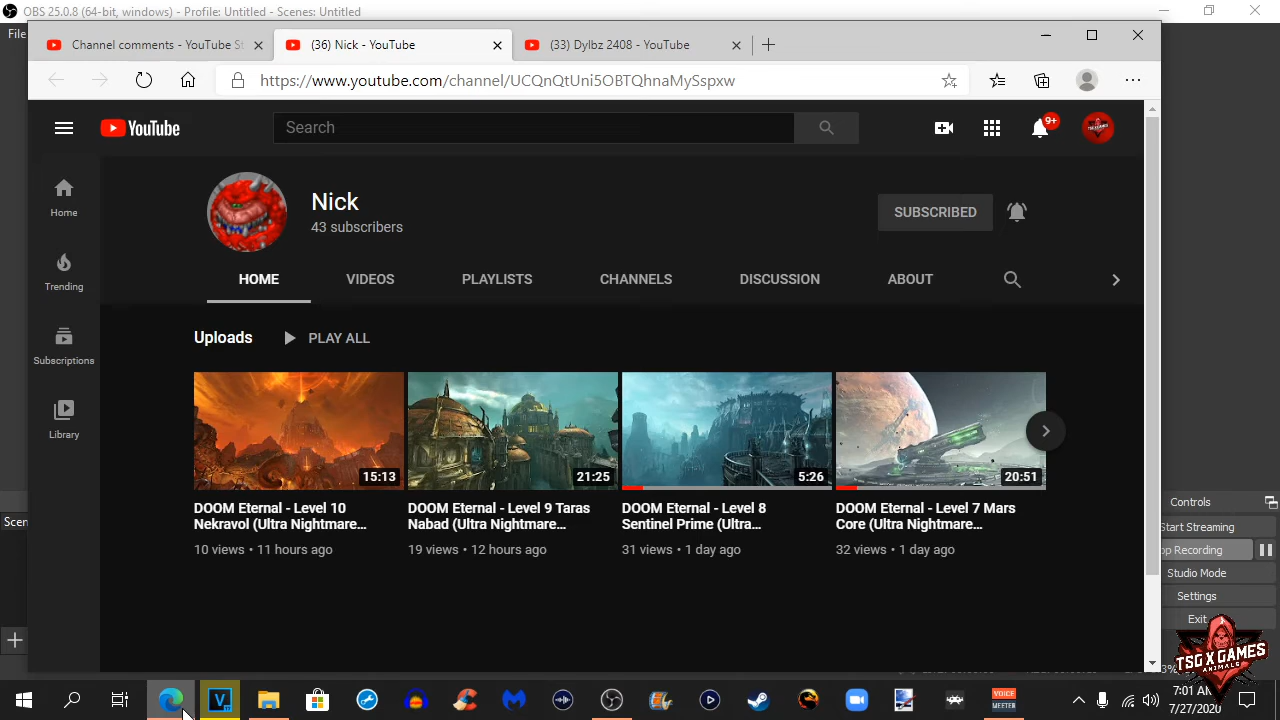 OBS 25.0.8 (64-bit, windows) - Profile: Untitled - Scenes: Untitled
File
Channel comments - YouTube St
(36) Nick - YouTube
(33) Dylbz 2408 - YouTube
https://www.youtube.com/channel/UCQnQtUni5OBTQhnaMySspxw
YouTube
Search
9+
Home
Trending
Subscriptions
Library
Nick
43 subscribers
SUBSCRIBED
HOME
VIDEOS
PLAYLISTS
CHANNELS
DISCUSSION
ABOUT
Uploads
PLAY ALL
15:13
21:25
5:26
20:51
DOOM Eternal - Level 10
Nekravol (Ultra Nightmare...
10 views • 11 hours ago
DOOM Eternal - Level 9 Taras
Nabad (Ultra Nightmare...
19 views • 12 hours ago
DOOM Eternal - Level 8
Sentinel Prime (Ultra...
31 views • 1 day ago
DOOM Eternal - Level 7 Mars
Core (Ultra Nightmare...
32 views • 1 day ago
Scen
Controls
Start Streaming
op Recording
Studio Mode
Settings
Exit
TSG X GAMES
ANIMALS
VOICE
MEETER
7:01 AM
7/27/2020